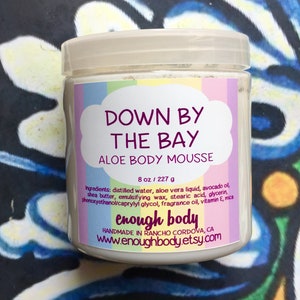 DOWN BY
THE BAY
ALOE BODY MOUSSE
8 oz / 227 g
Ingredients: distilled water, aloe vera liquid, avocado oil,
shea butter, emulsifying wax, stearic acid, glycerin,
phenoxyethanol/caprylyl glycol, fragrance oil, vitamin E, mica
enough body
HANDMADE IN RANCHO CORDOVA, CA
www.enoughbody.etsy.com